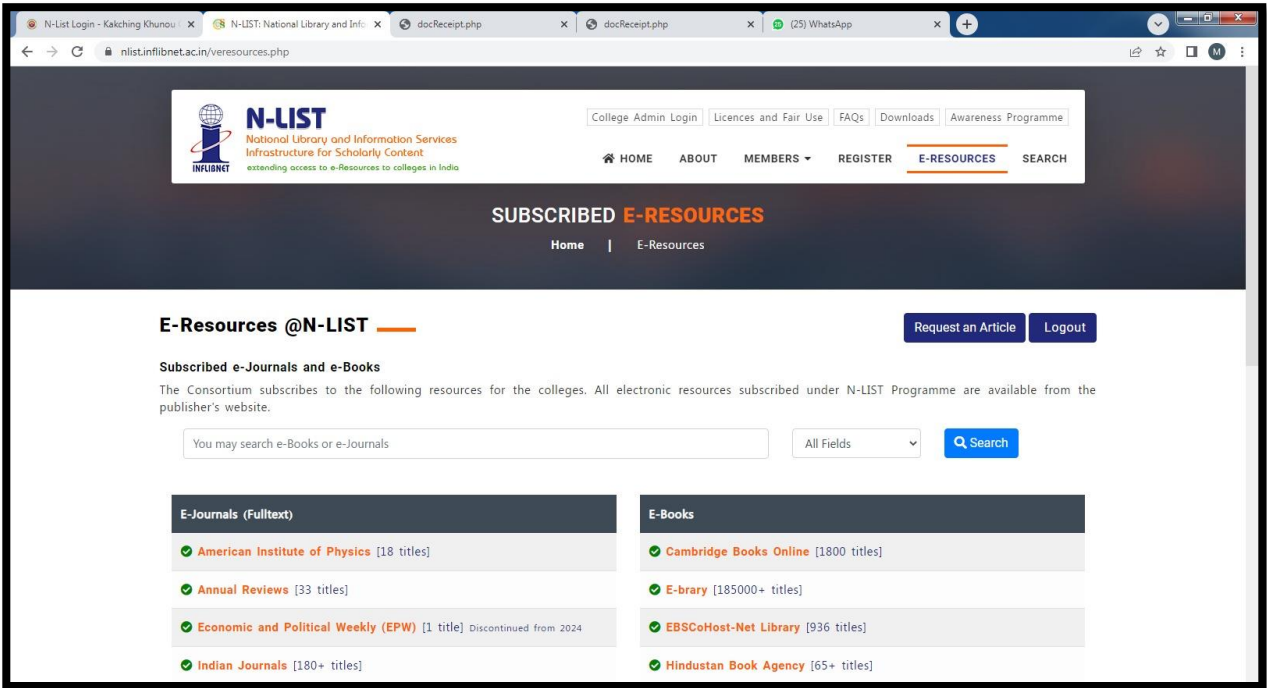 N-List Login - Kakching Khunou
N-LIST: National Library and Info
docReceipt.php
docReceipt.php
(25) WhatsApp
nlist.inflibnet.ac.in/veresources.php
M
INFLIBNET
N-LIST
National Library and Information Services
Infrastructure for Scholarly Content
extending access to e-Resources to colleges in India
College Admin Login Licences and Fair Use FAQs Downloads Awareness Programme
HOME ABOUT MEMBERS REGISTER E-RESOURCES SEARCH
SUBSCRIBED E-RESOURCES
Home | E-Resources
E-Resources @N-LIST
Request an Article Logout
Subscribed e-Journals and e-Books
The Consortium subscribes to the following resources for the colleges. All electronic resources subscribed under N-LIST Programme are available from the
publisher's website.
You may search e-Books or e-Journals All Fields Search
E-Journals (Fulltext)
American Institute of Physics [18 titles]
Annual Reviews [33 titles]
Economic and Political Weekly (EPW) [1 title] Discontinued from 2024
Indian Journals [180+ titles]
E-Books
Cambridge Books Online [1800 titles]
E-brary [185000+ titles]
EBSCoHost-Net Library [936 titles]
Hindustan Book Agency [65+ titles]